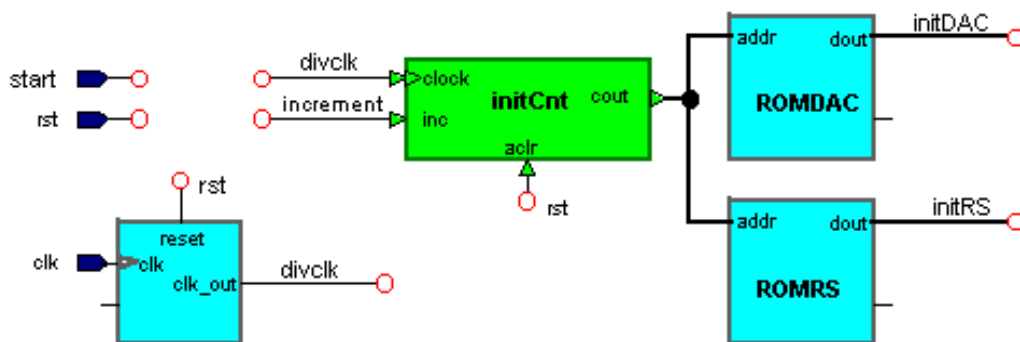 start
rst
divclk
increment
clock
inc
initCnt
cout
aclr
rst
addr
dout
ROMDAC
initDAC
addr
dout
ROMRS
initRS
rst
reset
clk
clk
clk_out
divclk